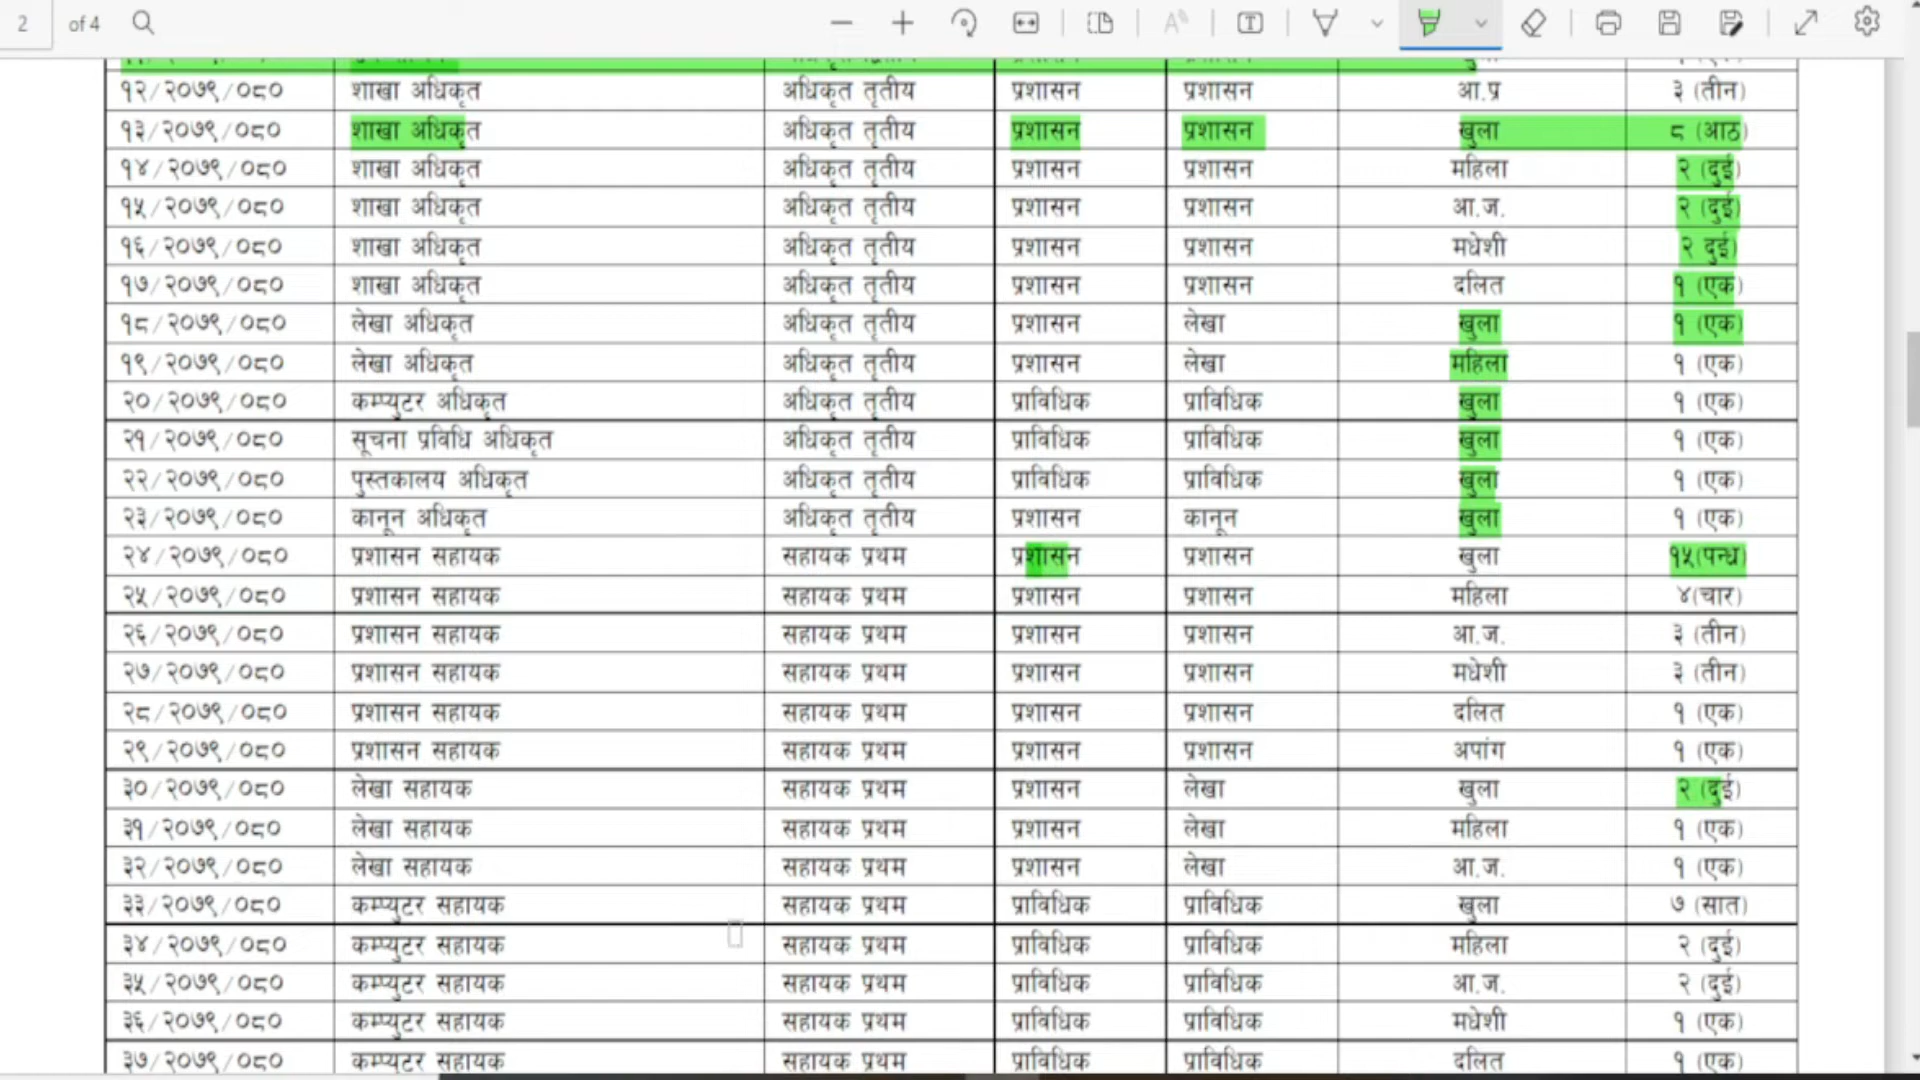 2 of 4
१२/२०७९/०८० शाखा अधिकृत अधिकृत तृतीय प्रशासन प्रशासन आ.प्र ३ (तीन)
१३/२०७९/०८० शाखा अधिकृत अधिकृत तृतीय प्रशासन प्रशासन खुला ८ (आठ)
१४/२०७९/०८० शाखा अधिकृत अधिकृत तृतीय प्रशासन प्रशासन महिला २ (दुई)
१५/२०७९/०८० शाखा अधिकृत अधिकृत तृतीय प्रशासन प्रशासन आ.ज. २ (दुई)
१६/२०७९/०८० शाखा अधिकृत अधिकृत तृतीय प्रशासन प्रशासन मधेशी २ दुई)
१७/२०७९/०८० शाखा अधिकृत अधिकृत तृतीय प्रशासन प्रशासन दलित १ (एक)
१८/२०७९/०८० लेखा अधिकृत अधिकृत तृतीय प्रशासन लेखा खुला १ (एक)
१९/२०७९/०८० लेखा अधिकृत अधिकृत तृतीय प्रशासन लेखा महिला १ (एक)
२०/२०७९/०८० कम्प्युटर अधिकृत अधिकृत तृतीय प्राविधिक प्राविधिक खुला १ (एक)
२१/२०७९/०८० सूचना प्रविधि अधिकृत अधिकृत तृतीय प्राविधिक प्राविधिक खुला १ (एक)
२२/२०७९/०८० पुस्तकालय अधिकृत अधिकृत तृतीय प्राविधिक प्राविधिक खुला १ (एक)
२३/२०७९/०८० कानून अधिकृत अधिकृत तृतीय प्रशासन कानून खुला १ (एक)
२४/२०७९/०८० प्रशासन सहायक सहायक प्रथम प्रशासन प्रशासन खुला १५(पन्ध्र)
२५/२०७९/०८० प्रशासन सहायक सहायक प्रथम प्रशासन प्रशासन महिला ४(चार)
२६/२०७९/०८० प्रशासन सहायक सहायक प्रथम प्रशासन प्रशासन आ.ज. ३ (तीन)
२७/२०७९/०८० प्रशासन सहायक सहायक प्रथम प्रशासन प्रशासन मधेशी ३ (तीन)
२८/२०७९/०८० प्रशासन सहायक सहायक प्रथम प्रशासन प्रशासन दलित १ (एक)
२९/२०७९/०८० प्रशासन सहायक सहायक प्रथम प्रशासन प्रशासन अपांग १ (एक)
३०/२०७९/०८० लेखा सहायक सहायक प्रथम प्रशासन लेखा खुला २ (दुई)
३१/२०७९/०८० लेखा सहायक सहायक प्रथम प्रशासन लेखा महिला १ (एक)
३२/२०७९/०८० लेखा सहायक सहायक प्रथम प्रशासन लेखा आ.ज. १ (एक)
३३/२०७९/०८० कम्प्युटर सहायक सहायक प्रथम प्राविधिक प्राविधिक खुला ७ (सात)
३४/२०७९/०८० कम्प्युटर सहायक सहायक प्रथम प्राविधिक प्राविधिक महिला २ (दुई)
३५/२०७९/०८० कम्प्युटर सहायक सहायक प्रथम प्राविधिक प्राविधिक आ.ज. २ (दुई)
३६/२०७९/०८० कम्प्युटर सहायक सहायक प्रथम प्राविधिक प्राविधिक मधेशी १ (एक)
३७/२०७९/०८० कम्प्युटर सहायक सहायक प्रथम प्राविधिक प्राविधिक दलित १ (एक)